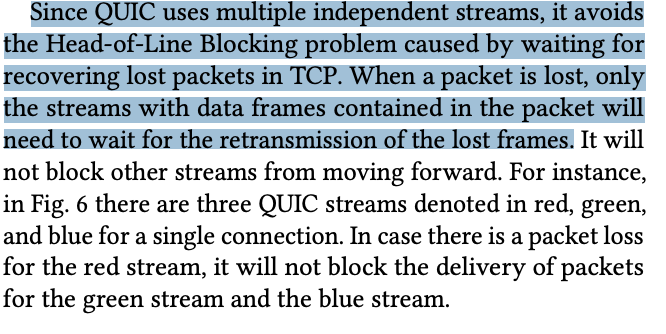 Since QUIC uses multiple independent streams, it avoids
the Head-of-Line Blocking problem caused by waiting for
recovering lost packets in TCP. When a packet is lost, only
the streams with data frames contained in the packet will
need to wait for the retransmission of the lost frames. It will
not block other streams from moving forward. For instance,
in Fig. 6 there are three QUIC streams denoted in red, green,
and blue for a single connection. In case there is a packet loss
for the red stream, it will not block the delivery of packets
for the green stream and the blue stream.